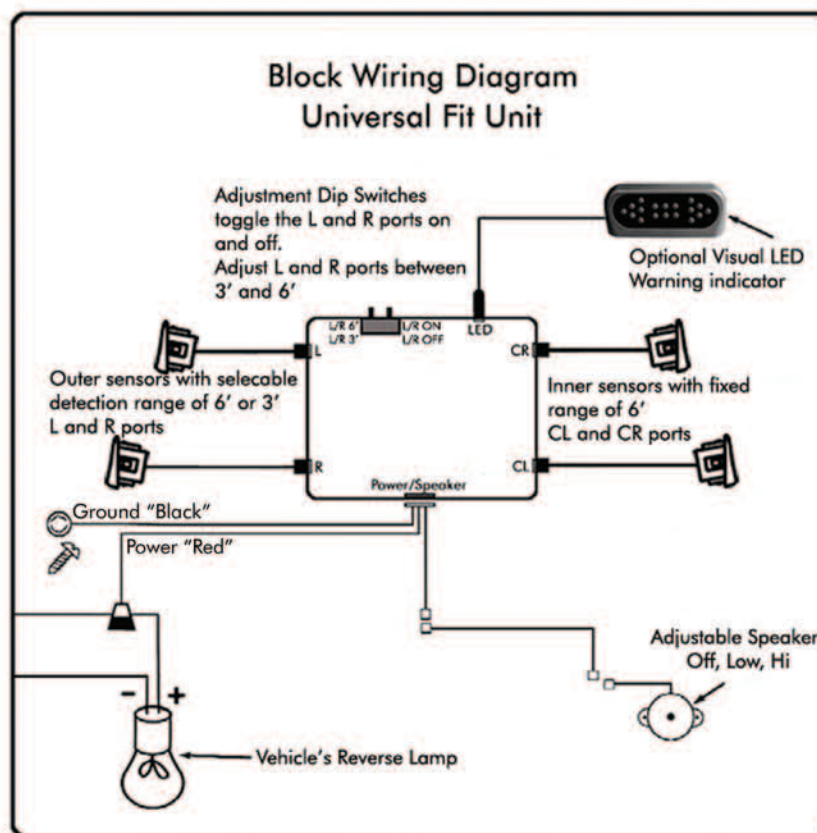 Block Wiring Diagram
Universal Fit Unit
Adjustment Dip Switches
toggle the L and R ports on
and off.
Adjust L and R ports between
3' and 6'
Optional Visual LED
Warning indicator
L/R 6'
L/R 3'
L/R ON
L/R OFF
LED
L
CR
Outer sensors with selecable
detection range of 6' or 3'
L and R ports
Inner sensors with fixed
range of 6'
CL and CR ports
R
CL
Power/Speaker
Ground "Black"
Power "Red"
Adjustable Speaker
Off, Low, Hi
- +
Vehicle's Reverse Lamp